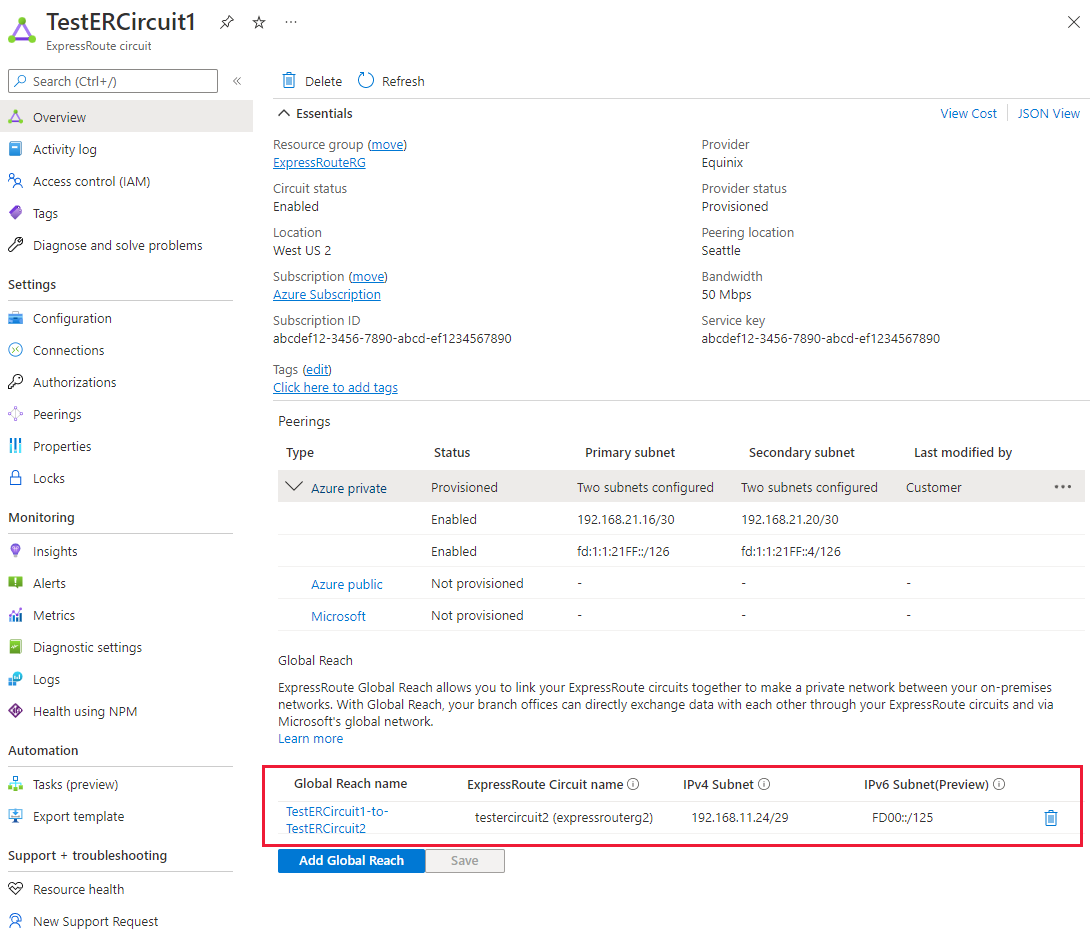 TestERCircuit1
...
ExpressRoute circuit
Search (Ctrl+/)
«
Overview
Activity log
Access control (IAM)
Tags
Diagnose and solve problems
Settings
Configuration
Connections
Authorizations
Peerings
Properties
Locks
Monitoring
Insights
Alerts
Metrics
Diagnostic settings
Logs
Health using NPM
Automation
Tasks (preview)
Export template
Support + troubleshooting
Resource health
New Support Request
Delete
Refresh
Essentials
View Cost
JSON View
Resource group (move)
ExpressRouteRG
Circuit status
Enabled
Location
West US 2
Subscription (move)
Azure Subscription
Subscription ID
abcdef12-3456-7890-abcd-ef1234567890
Tags (edit)
Click here to add tags
Provider
Equinix
Provider status
Provisioned
Peering location
Seattle
Bandwidth
50 Mbps
Service key
abcdef12-3456-7890-abcd-ef1234567890
Peerings
Type Status Primary subnet Secondary subnet Last modified by
Azure private Provisioned Two subnets configured Two subnets configured Customer ...
Enabled 192.168.21.16/30 192.168.21.20/30
Enabled fd:1:1:21FF::/126 fd:1:1:21FF::4/126
Azure public Not provisioned - - -
Microsoft Not provisioned - - -
Global Reach
ExpressRoute Global Reach allows you to link your ExpressRoute circuits together to make a private network between your on-premises
networks. With Global Reach, your branch offices can directly exchange data with each other through your ExpressRoute circuits and via
Microsoft's global network.
Learn more
Global Reach name ExpressRoute Circuit name IPv4 Subnet IPv6 Subnet(Preview)
TestERCircuit1-to-
TestERCircuit2
testercircuit2 (expressrouterg2) 192.168.11.24/29 FD00::/125
Add Global Reach
Save